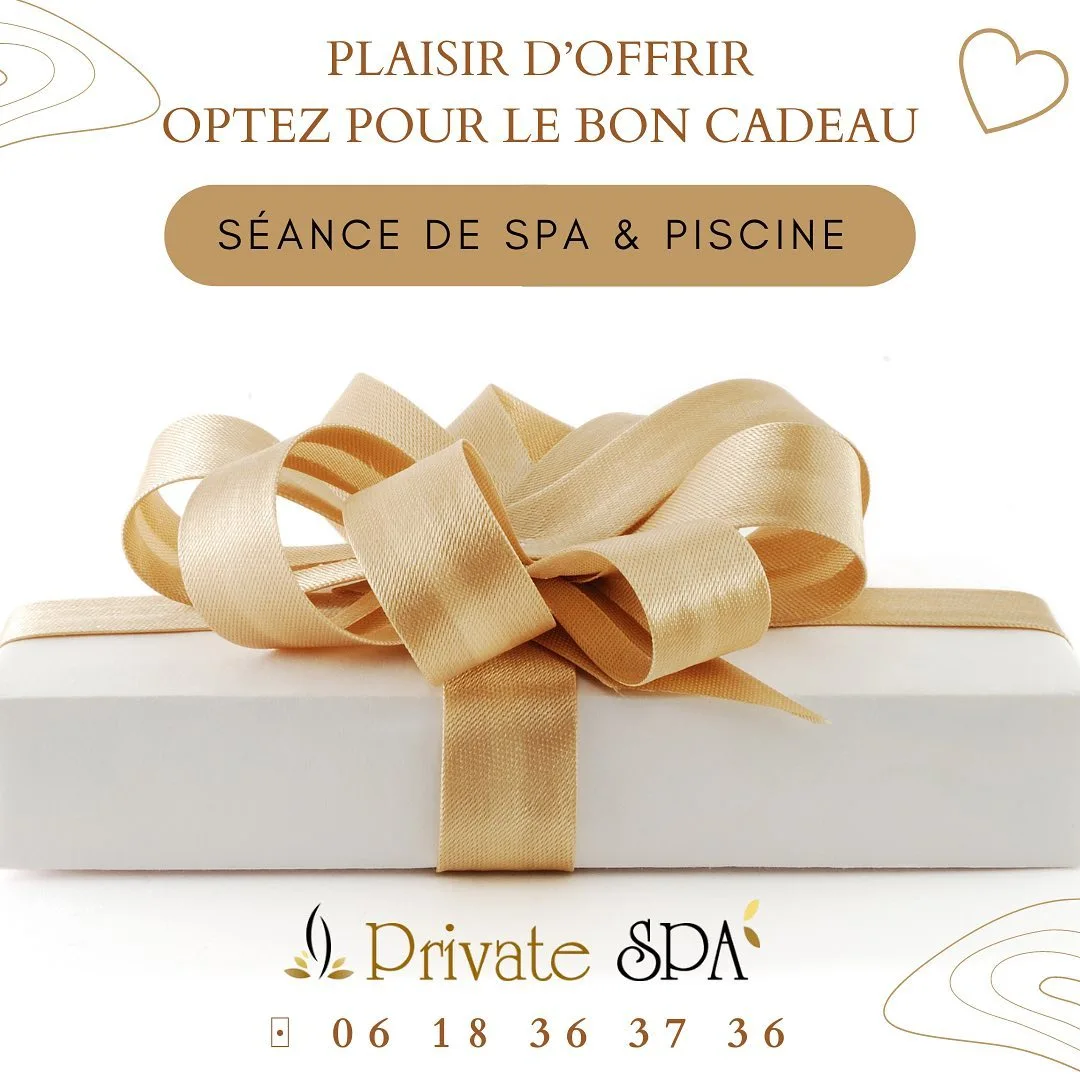 PLAISIR D'OFFRIR
OPTEZ POUR LE BON CADEAU
SÉANCE DE SPA & PISCINE
Private SPA
06 18 36 37 36